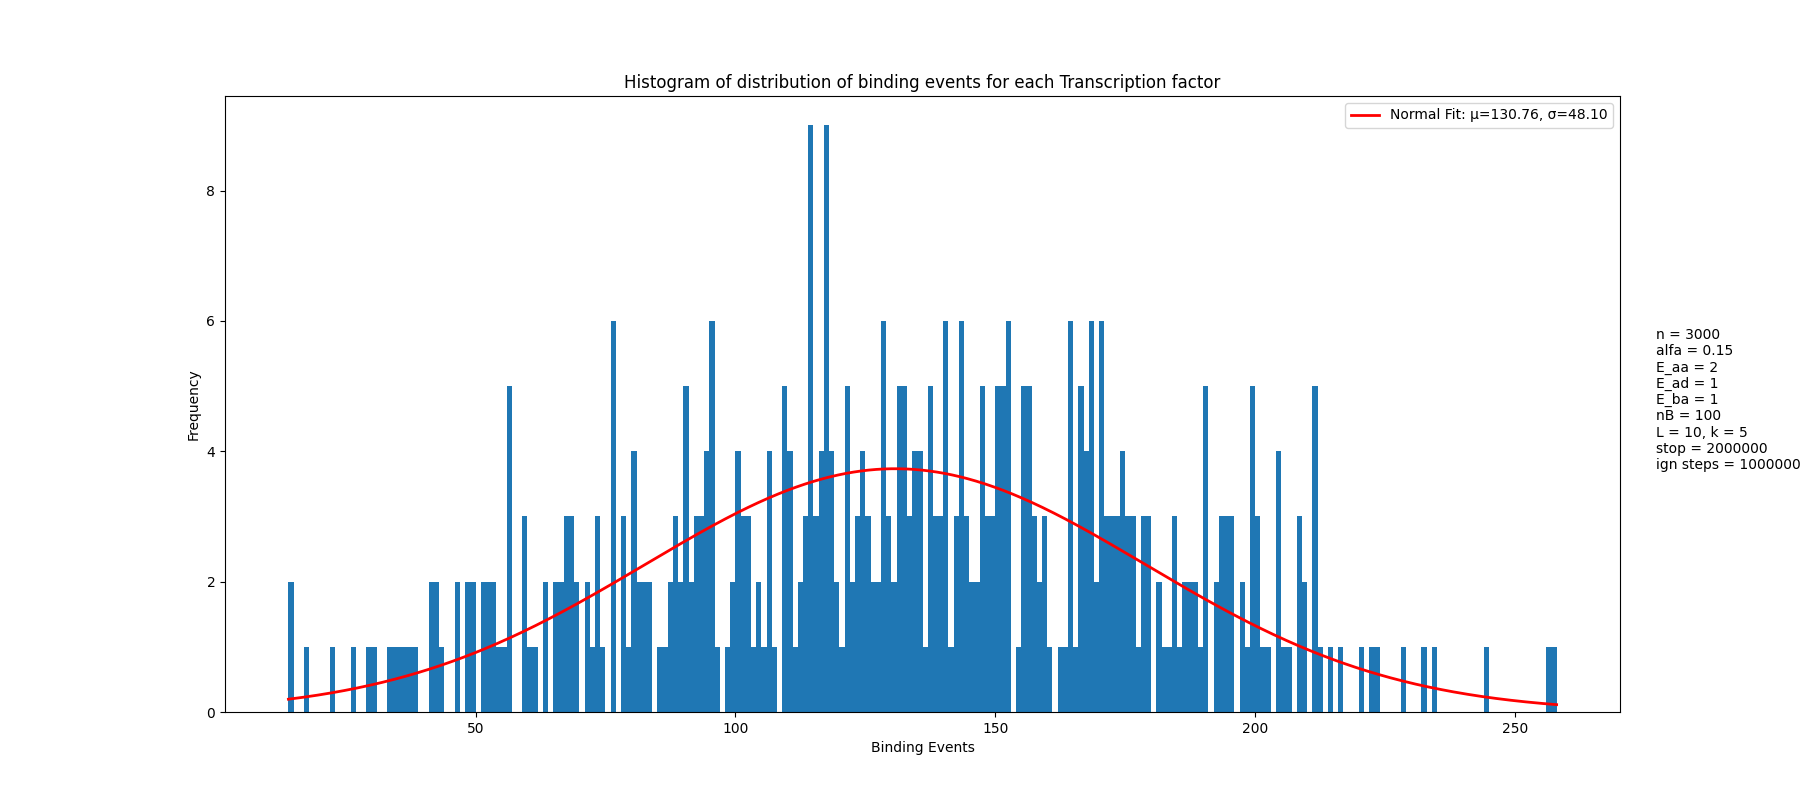 Histogram of distribution of binding events for each Transcription factor
Normal Fit: μ=130.76, σ=48.10
8
6
4
2
0
Frequency
50
100
150
200
250
Binding Events
n = 3000
alfa = 0.15
E_aa = 2
E_ad = 1
E_ba = 1
nB = 100
L = 10, k = 5
stop = 2000000
ign steps = 1000000